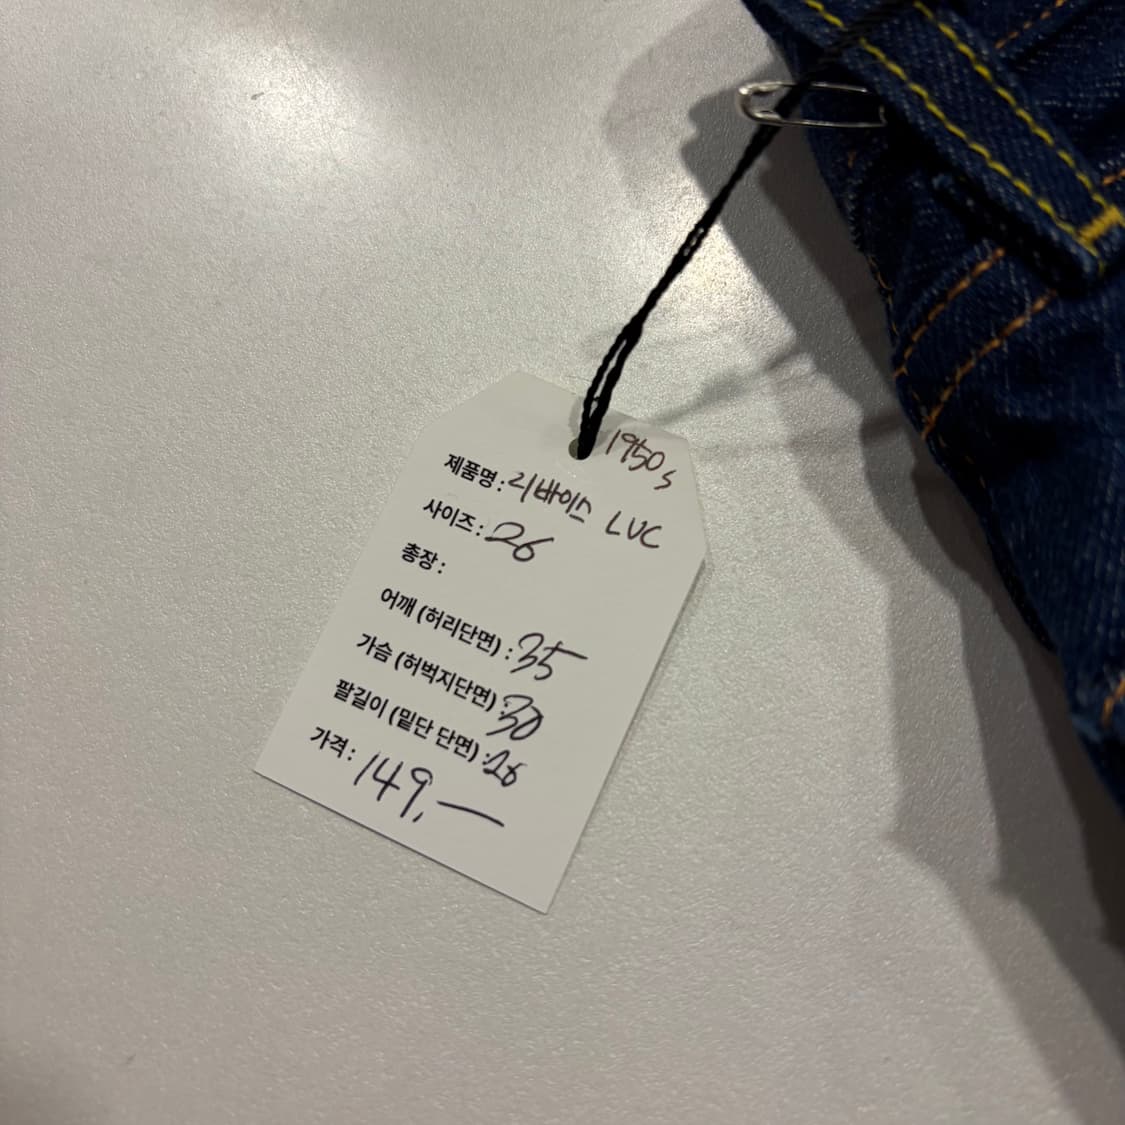 1950s
제품명 : 리바이스 LVC
사이즈 : 26
총장 :
어깨 (허리단면) : 35
가슴 (허벅지단면) : 30
팔길이 (밑단 단면) : 26
가격 : 149,—